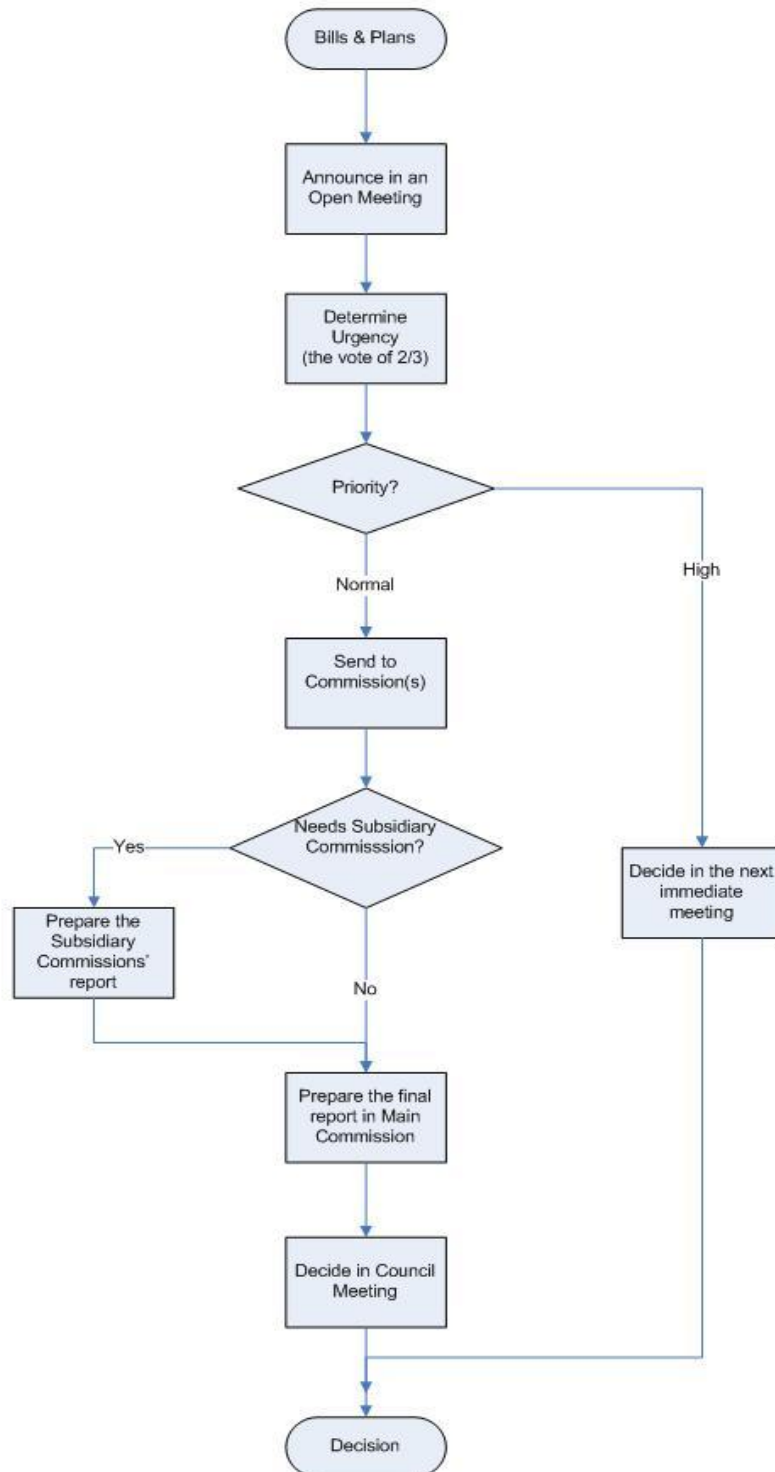 Bills & Plans
Announce in an
Open Meeting
Determine
Urgency
(the vote of 2/3)
Priority?
Normal
High
Send to
Commission(s)
Needs Subsidiary
Commisssion?
Yes
Decide in the next
immediate
meeting
Prepare the
Subsidiary
Commissions'
report
No
Prepare the final
report in Main
Commission
Decide in Council
Meeting
Decision